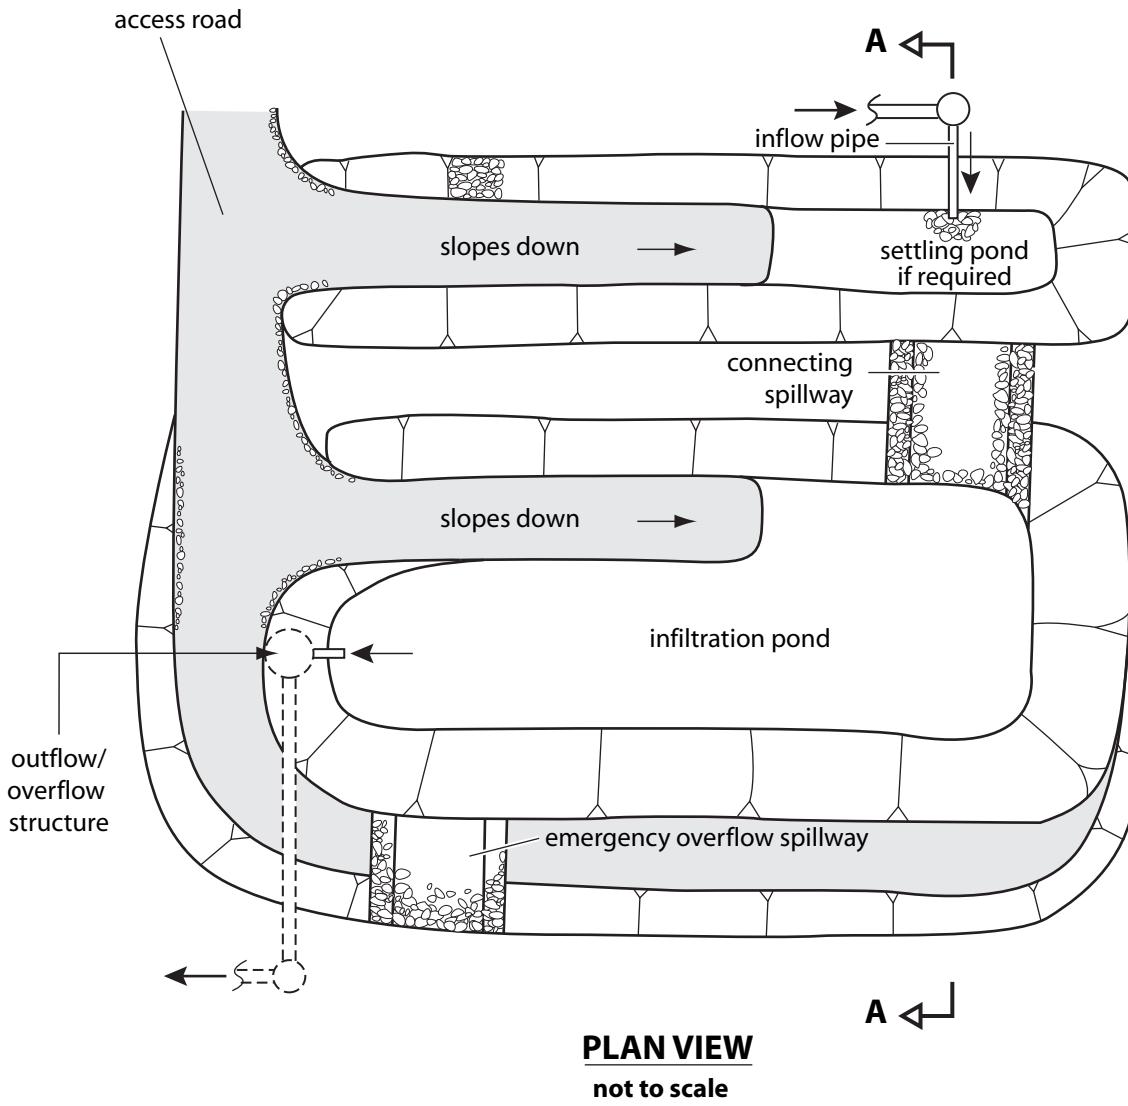 access road
A
inflow pipe
slopes down
settling pond
if required
connecting
spillway
slopes down
infiltration pond
outflow/
overflow
structure
emergency overflow spillway
A
PLAN VIEW
not to scale